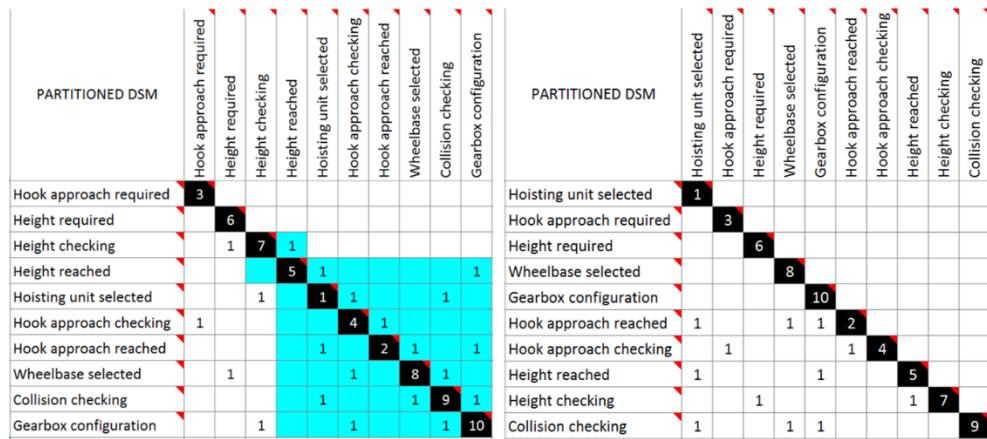 PARTITIONED DSM
Hook approach required
Height required
Height checking
Height reached
Hoisting unit selected
Hook approach checking
Hook approach reached
Wheelbase selected
Collision checking
Gearbox configuration
Hook approach required 3
Height required 6
Height checking 1 7 1
Height reached 5 1 1
Hoisting unit selected 1 1 1 1
Hook approach checking 1 4 1
Hook approach reached 1 2 1 1
Wheelbase selected 1 1 8 1
Collision checking 1 1 9 1
Gearbox configuration 1 1 1 10
PARTITIONED DSM
Hoisting unit selected
Hook approach required
Height required
Wheelbase selected
Gearbox configuration
Hook approach reached
Hook approach checking
Height reached
Height checking
Collision checking
Hoisting unit selected 1
Hook approach required 3
Height required 6
Wheelbase selected 8
Gearbox configuration 10
Hook approach reached 1 1 1 2
Hook approach checking 1 1 4
Height reached 1 1 5
Height checking 1 1 7
Collision checking 1 1 1 9